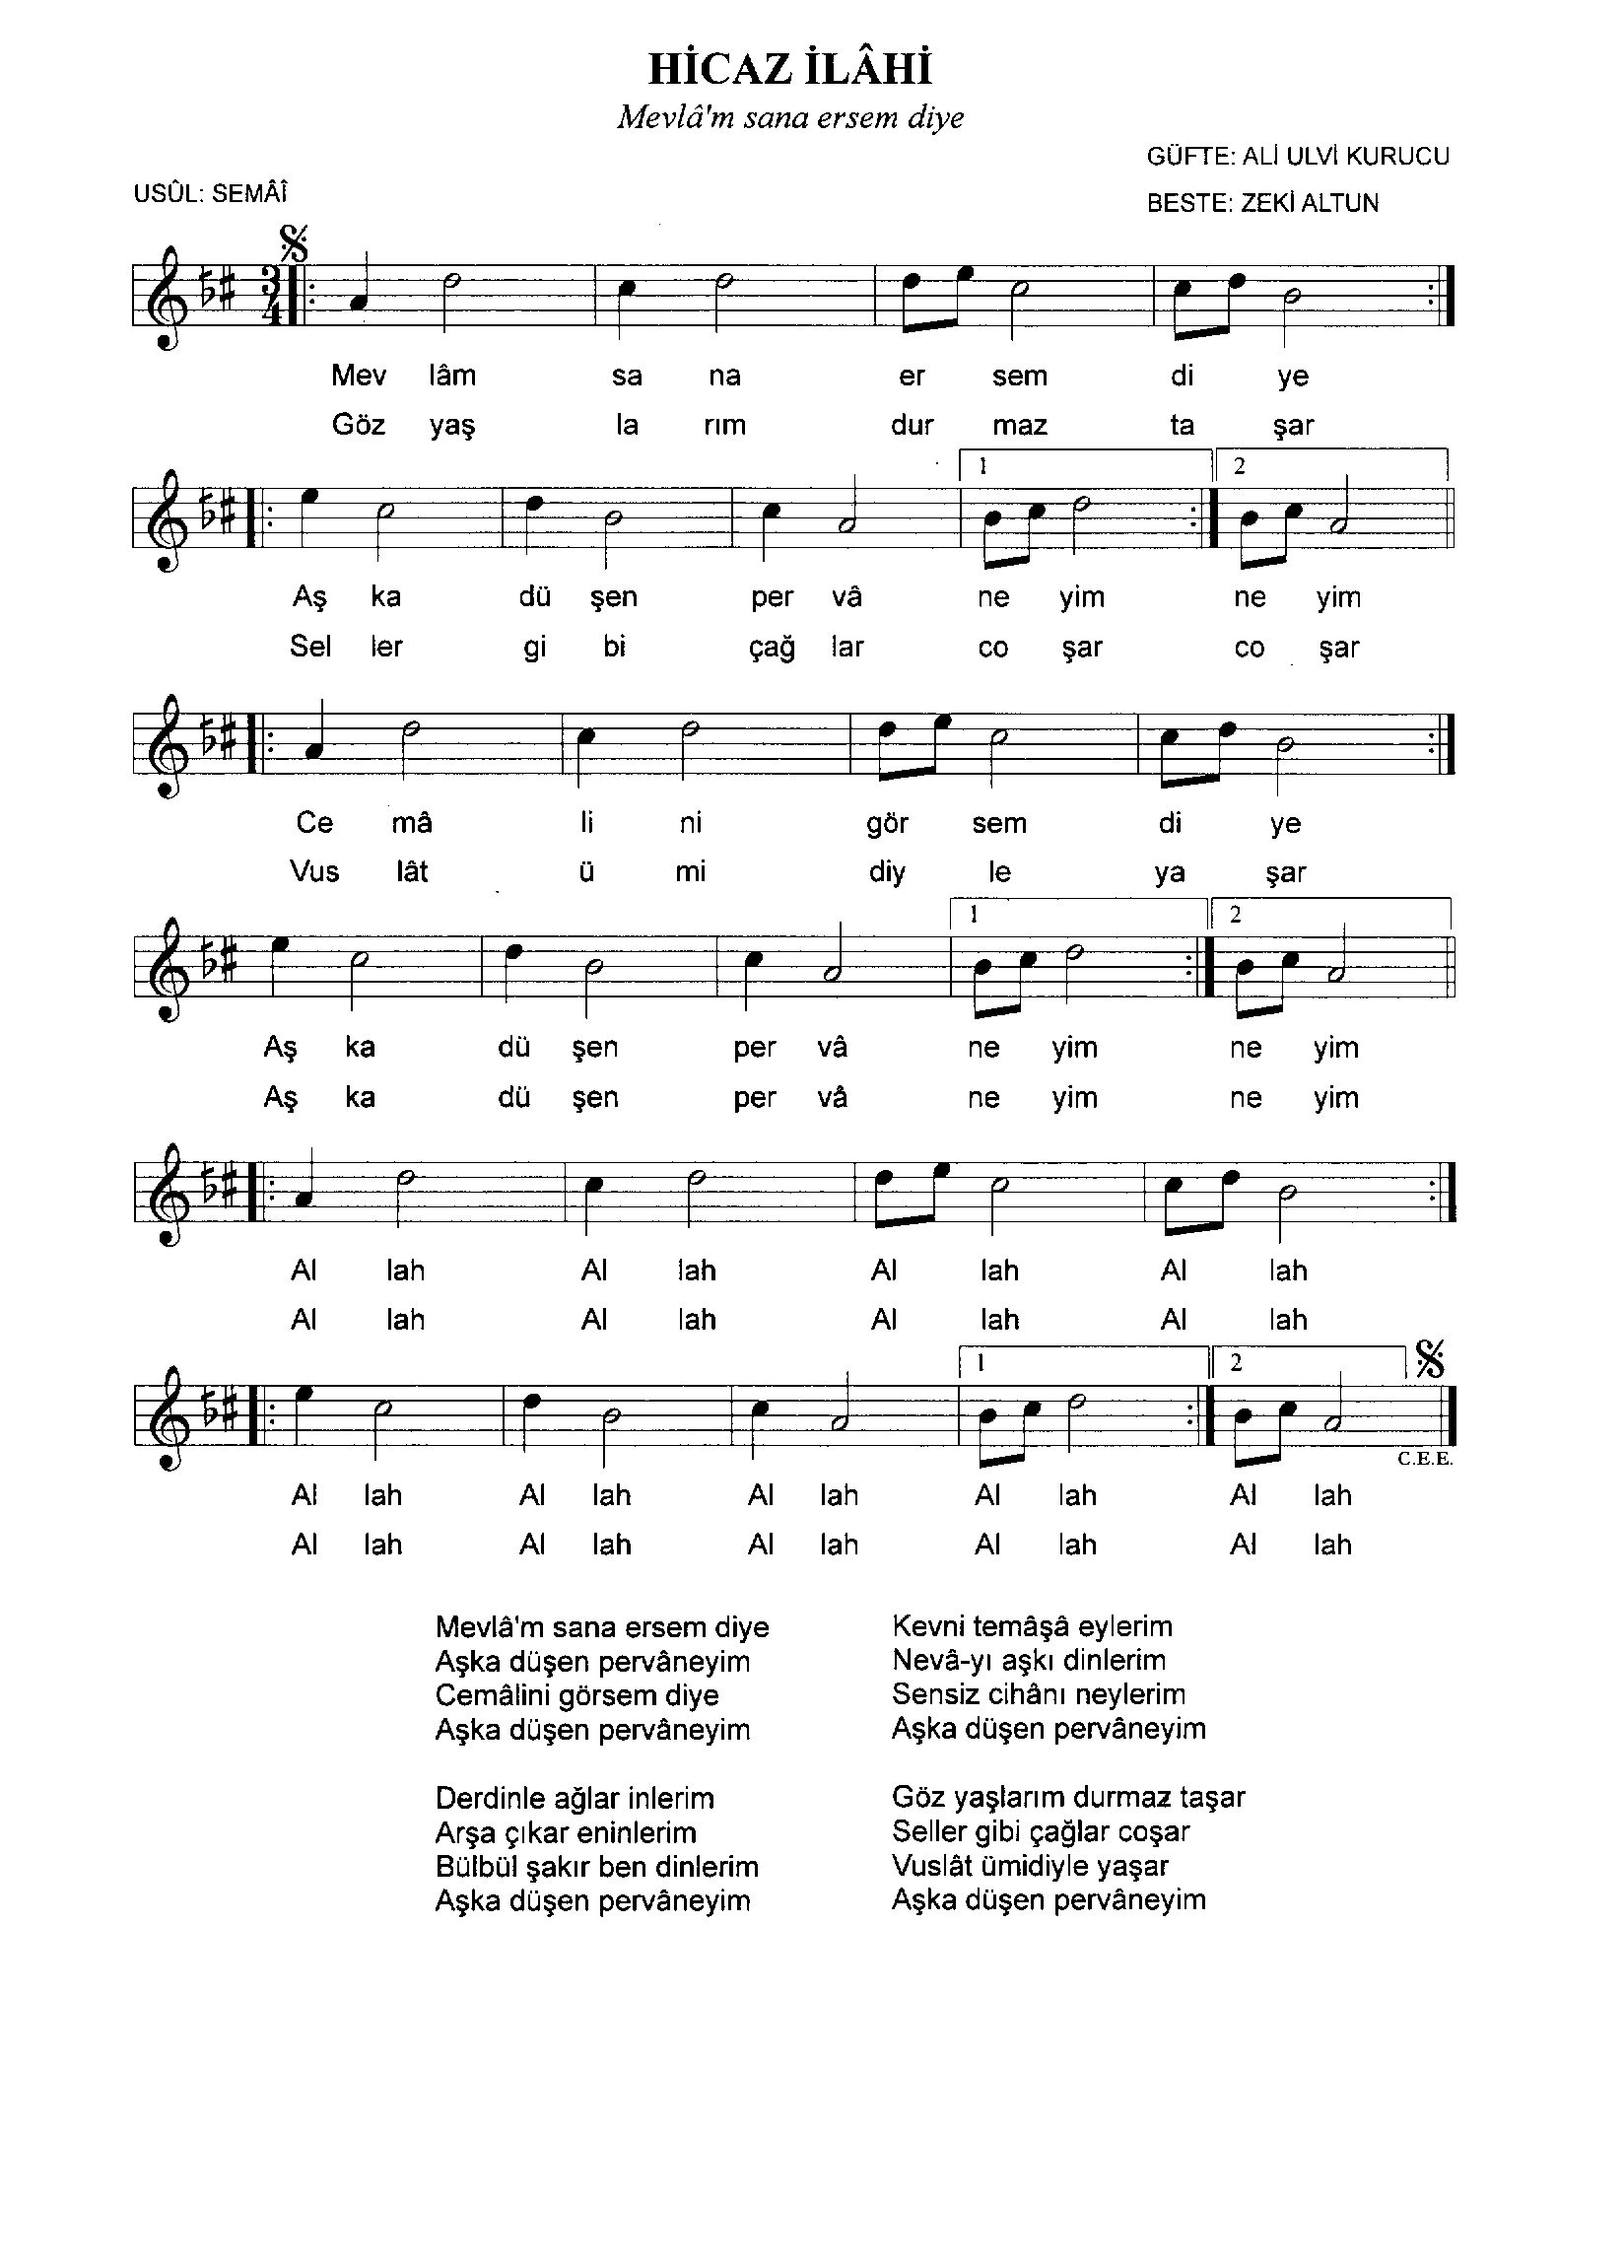 HİCAZ İLÂHİ
Mevlâ'm sana ersem diye
GÜFTE: ALİ ULVİ KURUCU
USÛL: SEMÂÎ
BESTE: ZEKİ ALTUN
3
4
Mev lâm sa na er sem di ye
Göz yaş la rım dur maz ta şar
1 2
Aş ka dü şen per vâ ne yim ne yim
Sel ler gi bi çağ lar co şar co şar
Ce mâ li ni gör sem di ye
Vus lât ü mi diy le ya şar
1 2
Aş ka dü şen per vâ ne yim ne yim
Aş ka dü şen per vâ ne yim ne yim
Al lah Al lah Al lah Al lah
Al lah Al lah Al lah Al lah
1 2
C.E.E.
Al lah Al lah Al lah Al lah Al lah
Al lah Al lah Al lah Al lah Al lah
Mevlâ'm sana ersem diye
Aşka düşen pervâneyim
Cemâlini görsem diye
Aşka düşen pervâneyim
Derdinle ağlar inlerim
Arşa çıkar eninlerim
Bülbül şakır ben dinlerim
Aşka düşen pervâneyim
Kevni temâşâ eylerim
Nevâ-yı aşkı dinlerim
Sensiz cihânı neylerim
Aşka düşen pervâneyim
Göz yaşlarım durmaz taşar
Seller gibi çağlar coşar
Vuslât ümidiyle yaşar
Aşka düşen pervâneyim